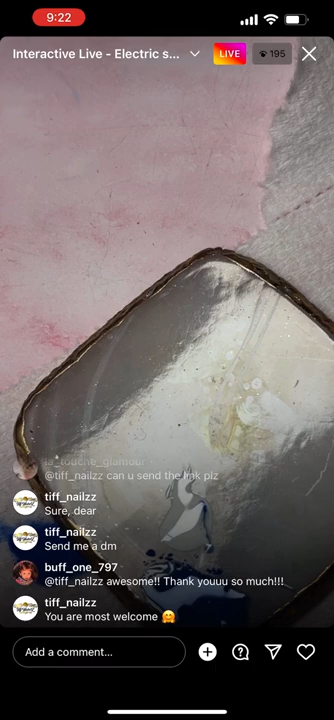 9:22
Interactive Live - Electric s...
LIVE
195
la_touche_glamour
@tiff_nailzz can u send the link plz
tiff_nailzz
Sure, dear
tiff_nailzz
Send me a dm
buff_one_797
@tiff_nailzz awesome!! Thank youuu so much!!!
tiff_nailzz
You are most welcome 🤗
Add a comment...